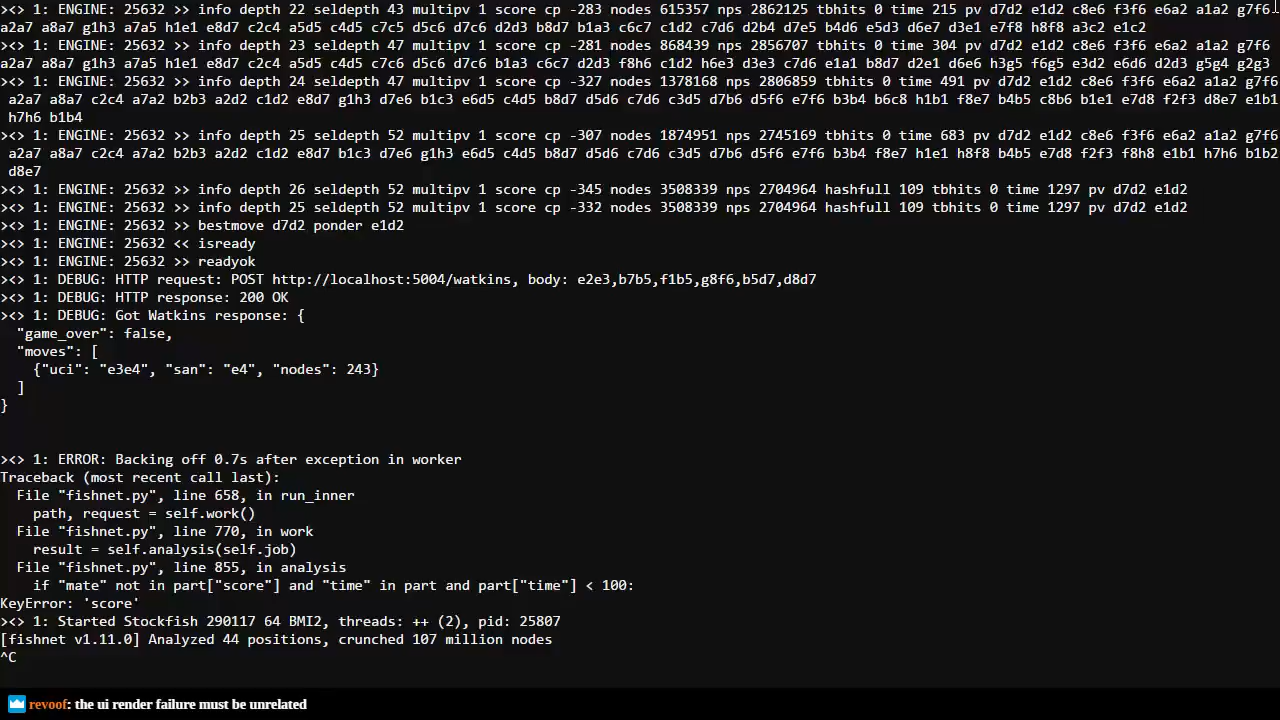 ><> 1: ENGINE: 25632 >> info depth 22 seldepth 43 multipv 1 score cp -283 nodes 615357 nps 2862125 tbhits 0 time 215 pv d7d2 e1d2 c8e6 f3f6 e6a2 a1a2 g7f6
a2a7 a8a7 g1h3 a7a5 h1e1 e8d7 c2c4 a5d5 c4d5 c7c5 d5c6 d7c6 d2d3 b8d7 b1a3 c6c7 c1d2 c7d6 d2b4 d7e5 b4d6 e5d3 d6e7 d3e1 e7f8 h8f8 a3c2 e1c2
><> 1: ENGINE: 25632 >> info depth 23 seldepth 47 multipv 1 score cp -281 nodes 868439 nps 2856707 tbhits 0 time 304 pv d7d2 e1d2 c8e6 f3f6 e6a2 a1a2 g7f6
a2a7 a8a7 g1h3 a7a5 h1e1 e8d7 c2c4 a5d5 c4d5 c7c6 d5c6 d7c6 b1a3 c6c7 d2d3 f8h6 c1d2 h6e3 d3e3 c7d6 e1a1 b8d7 d2e1 d6e6 h3g5 f6g5 e3d2 e6d6 d2d3 g5g4 g2g3
><> 1: ENGINE: 25632 >> info depth 24 seldepth 47 multipv 1 score cp -327 nodes 1378168 nps 2806859 tbhits 0 time 491 pv d7d2 e1d2 c8e6 f3f6 e6a2 a1a2 g7f6
a2a7 a8a7 c2c4 a7a2 b2b3 a2d2 c1d2 e8d7 g1h3 d7e6 b1c3 e6d5 c4d5 b8d7 d5d6 c7d6 c3d5 d7b6 d5f6 e7f6 b3b4 b6c8 h1b1 f8e7 b4b5 c8b6 b1e1 e7d8 f2f3 d8e7 e1b1
h7h6 b1b4
><> 1: ENGINE: 25632 >> info depth 25 seldepth 52 multipv 1 score cp -307 nodes 1874951 nps 2745169 tbhits 0 time 683 pv d7d2 e1d2 c8e6 f3f6 e6a2 a1a2 g7f6
a2a7 a8a7 c2c4 a7a2 b2b3 a2d2 c1d2 e8d7 b1c3 d7e6 g1h3 e6d5 c4d5 b8d7 d5d6 c7d6 c3d5 d7b6 d5f6 e7f6 b3b4 f8e7 h1e1 h8f8 b4b5 e7d8 f2f3 f8h8 e1b1 h7h6 b1b2
d8e7
><> 1: ENGINE: 25632 >> info depth 26 seldepth 52 multipv 1 score cp -345 nodes 3508339 nps 2704964 hashfull 109 tbhits 0 time 1297 pv d7d2 e1d2
><> 1: ENGINE: 25632 >> info depth 25 seldepth 52 multipv 1 score cp -332 nodes 3508339 nps 2704964 hashfull 109 tbhits 0 time 1297 pv d7d2 e1d2
><> 1: ENGINE: 25632 >> bestmove d7d2 ponder e1d2
><> 1: ENGINE: 25632 << isready
><> 1: ENGINE: 25632 >> readyok
><> 1: DEBUG: HTTP request: POST http://localhost:5004/watkins, body: e2e3,b7b5,f1b5,g8f6,b5d7,d8d7
><> 1: DEBUG: HTTP response: 200 OK
><> 1: DEBUG: Got Watkins response: {
"game_over": false,
"moves": [
{"uci": "e3e4", "san": "e4", "nodes": 243}
]
}
><> 1: ERROR: Backing off 0.7s after exception in worker
Traceback (most recent call last):
File "fishnet.py", line 658, in run_inner
path, request = self.work()
File "fishnet.py", line 770, in work
result = self.analysis(self.job)
File "fishnet.py", line 855, in analysis
if "mate" not in part["score"] and "time" in part and part["time"] < 100:
KeyError: 'score'
><> 1: Started Stockfish 290117 64 BMI2, threads: ++ (2), pid: 25807
[fishnet v1.11.0] Analyzed 44 positions, crunched 107 million nodes
^C
revoof: the ui render failure must be unrelated